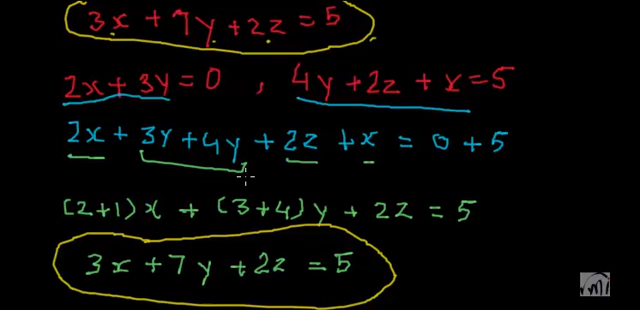 3x + 7y + 2z = 5
2x + 3y = 0 , 4y + 2z + x = 5
2x + 3y + 4y + 2z + x = 0 + 5
(2+1)x + (3+4)y + 2z = 5
3x + 7y + 2z = 5